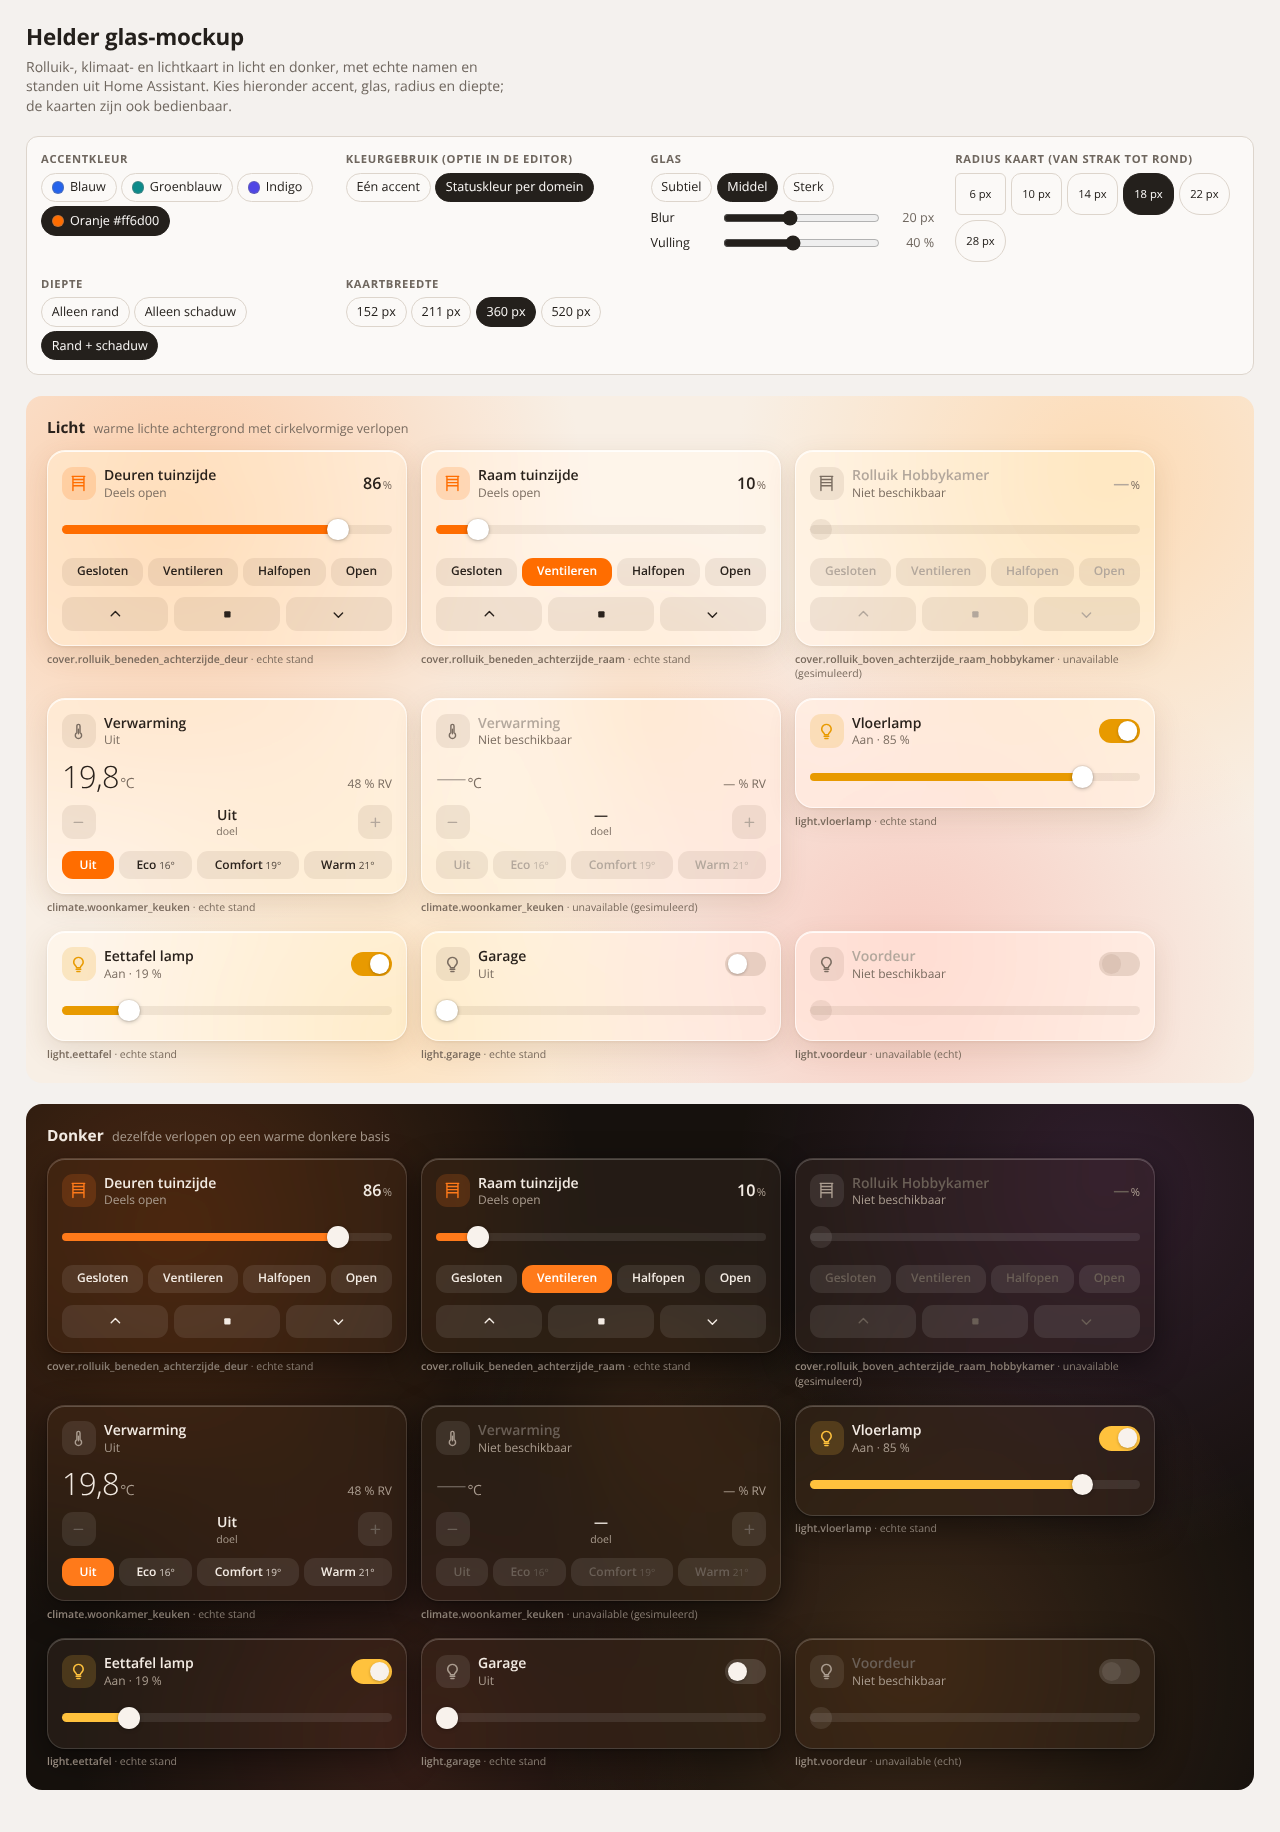 Helder glas-mockup
Rolluik-, klimaat- en lichtkaart in licht en donker, met echte namen en
standen uit Home Assistant. Kies hieronder accent, glas, radius en diepte;
de kaarten zijn ook bedienbaar.
ACCENTKLEUR
Blauw Groenblauw Indigo
Oranje #ff6d00
KLEURGEBRUIK (OPTIE IN DE EDITOR)
Eén accent Statuskleur per domein
GLAS
Subtiel Middel Sterk
Blur 20 px
Vulling 40 %
RADIUS KAART (VAN STRAK TOT ROND)
6 px 10 px 14 px 18 px 22 px
28 px
DIEPTE
Alleen rand Alleen schaduw
Rand + schaduw
KAARTBREEDTE
152 px 211 px 360 px 520 px
Licht warme lichte achtergrond met cirkelvormige verlopen
Deuren tuinzijde
Deels open
86%
Gesloten Ventileren Halfopen Open
cover.rolluik_beneden_achterzijde_deur · echte stand
Raam tuinzijde
Deels open
10%
Gesloten Ventileren Halfopen Open
cover.rolluik_beneden_achterzijde_raam · echte stand
Rolluik Hobbykamer
Niet beschikbaar
—%
Gesloten Ventileren Halfopen Open
cover.rolluik_boven_achterzijde_raam_hobbykamer · unavailable
(gesimuleerd)
Verwarming
Uit
19,8°C 48 % RV
− Uit +
doel
Uit Eco 16° Comfort 19° Warm 21°
climate.woonkamer_keuken · echte stand
Verwarming
Niet beschikbaar
—°C — % RV
− — +
doel
Uit Eco 16° Comfort 19° Warm 21°
climate.woonkamer_keuken · unavailable (gesimuleerd)
Vloerlamp
Aan · 85 %
light.vloerlamp · echte stand
Eettafel lamp
Aan · 19 %
light.eettafel · echte stand
Garage
Uit
light.garage · echte stand
Voordeur
Niet beschikbaar
light.voordeur · unavailable (echt)
Donker dezelfde verlopen op een warme donkere basis
Deuren tuinzijde
Deels open
86%
Gesloten Ventileren Halfopen Open
cover.rolluik_beneden_achterzijde_deur · echte stand
Raam tuinzijde
Deels open
10%
Gesloten Ventileren Halfopen Open
cover.rolluik_beneden_achterzijde_raam · echte stand
Rolluik Hobbykamer
Niet beschikbaar
—%
Gesloten Ventileren Halfopen Open
cover.rolluik_boven_achterzijde_raam_hobbykamer · unavailable
(gesimuleerd)
Verwarming
Uit
19,8°C 48 % RV
− Uit +
doel
Uit Eco 16° Comfort 19° Warm 21°
climate.woonkamer_keuken · echte stand
Verwarming
Niet beschikbaar
—°C — % RV
− — +
doel
Uit Eco 16° Comfort 19° Warm 21°
climate.woonkamer_keuken · unavailable (gesimuleerd)
Vloerlamp
Aan · 85 %
light.vloerlamp · echte stand
Eettafel lamp
Aan · 19 %
light.eettafel · echte stand
Garage
Uit
light.garage · echte stand
Voordeur
Niet beschikbaar
light.voordeur · unavailable (echt)